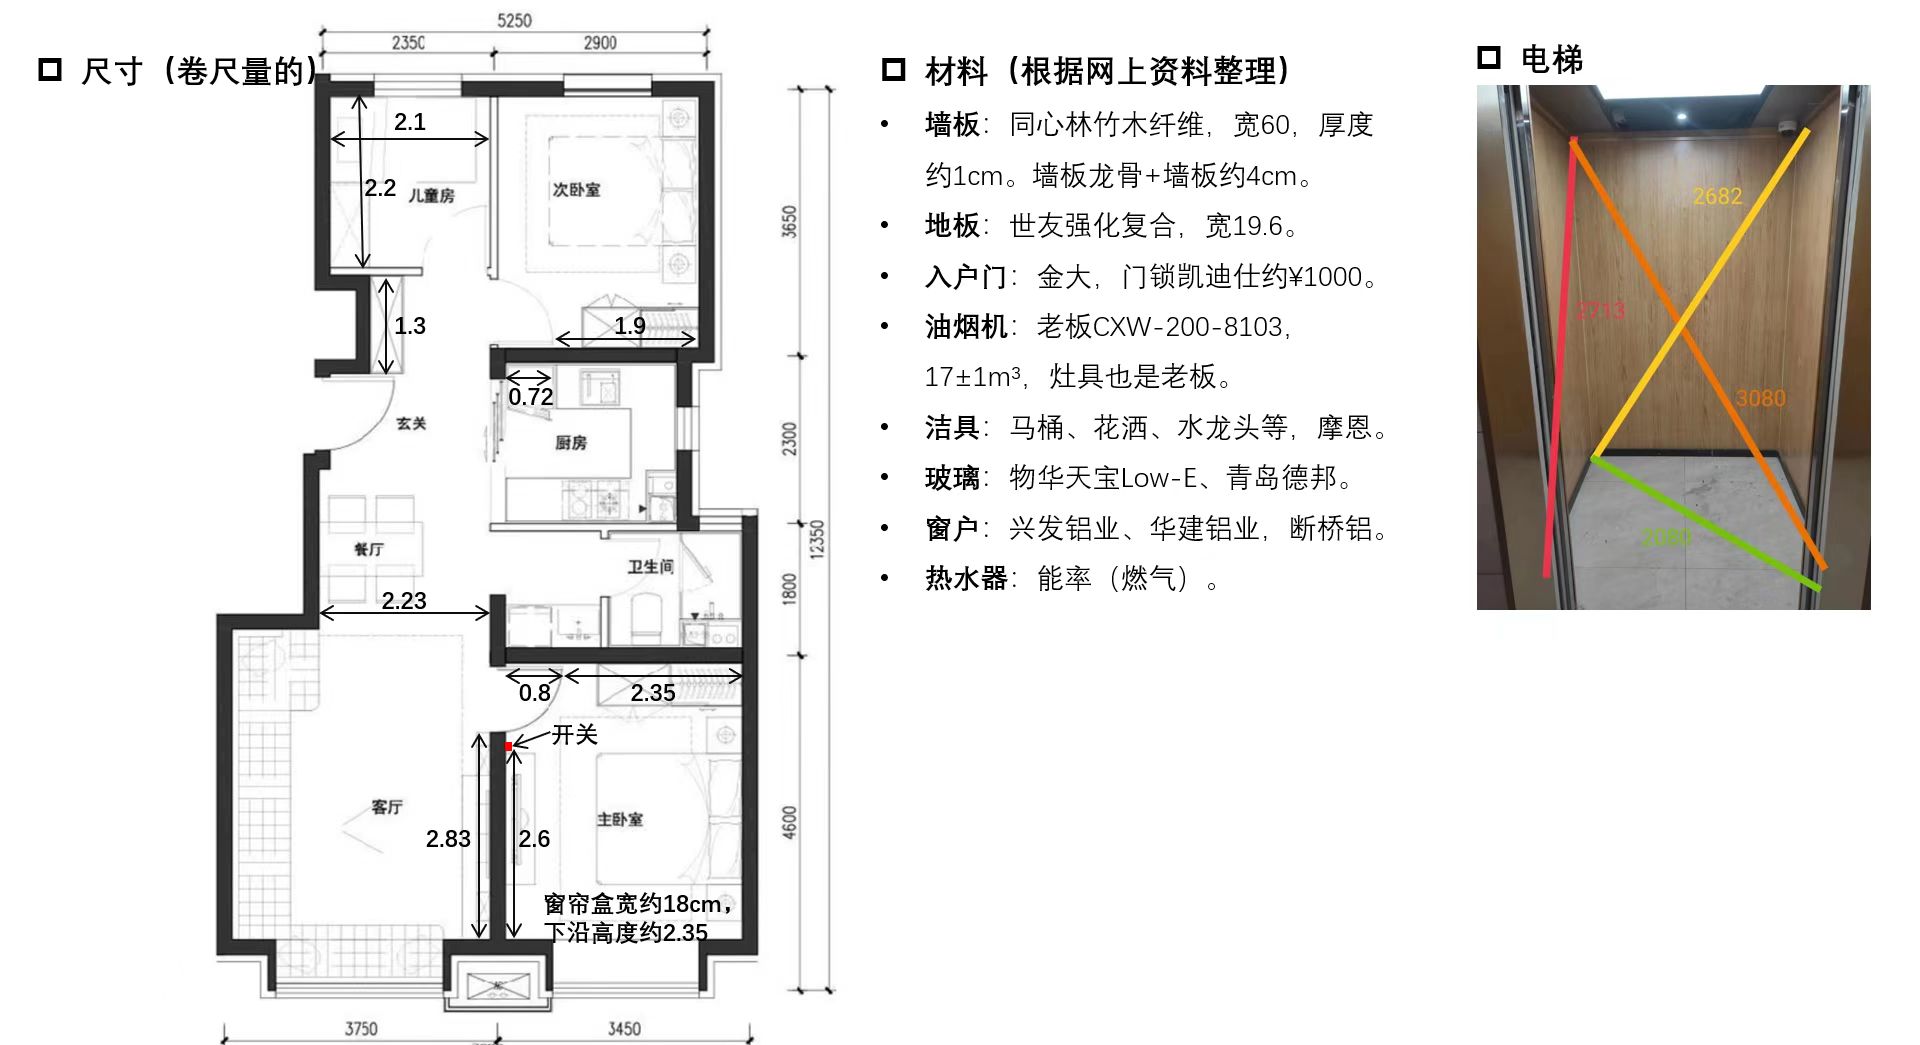 尺寸（卷尺量的）
5250
2350
2900
2.1
2.2
儿童房
次卧室
3650
1.3
1.9
0.72
玄关
厨房
2300
12350
餐厅
卫生间
1800
2.23
0.8
2.35
开关
客厅
主卧室
4600
2.83
2.6
窗帘盒宽约18cm，
下沿高度约2.35
3750
3450
材料（根据网上资料整理）
墙板：同心林竹木纤维，宽60，厚度
约1cm。墙板龙骨+墙板约4cm。
地板：世友强化复合，宽19.6。
入户门：金大，门锁凯迪仕约¥1000。
油烟机：老板CXW-200-8103，
17±1m³，灶具也是老板。
洁具：马桶、花洒、水龙头等，摩恩。
玻璃：物华天宝Low-E、青岛德邦。
窗户：兴发铝业、华建铝业，断桥铝。
热水器：能率（燃气）。
电梯
2682
2713
3080
2080